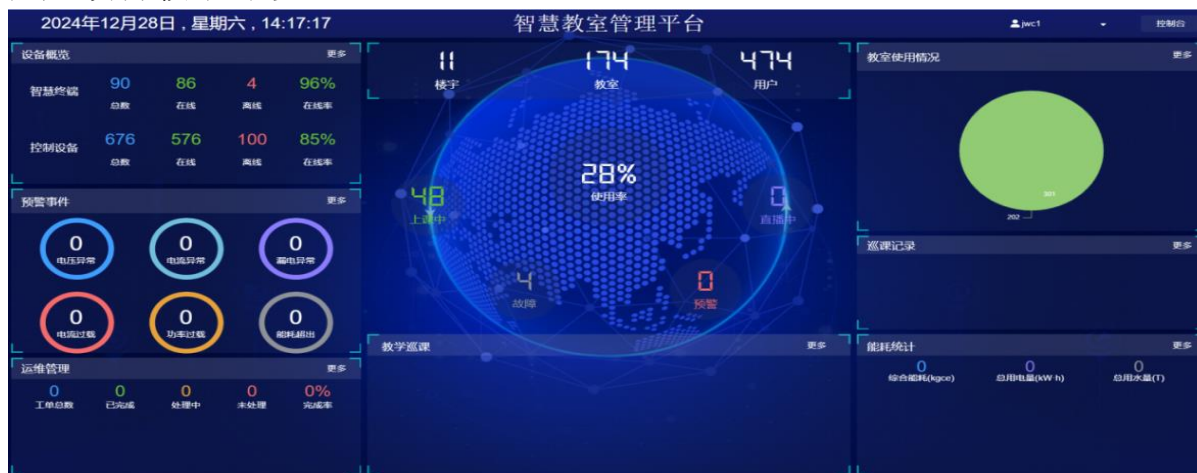 2024年12月28日，星期六，14:17:17
智慧教室管理平台
jwc1
控制台
设备概览 更多
智慧终端
90 86 4 96%
总数 在线 离线 在线率
控制设备
676 576 100 85%
总数 在线 离线 在线率
预警事件 更多
0 0 0
电压异常 电流异常 漏电异常
0 0 0
电流过载 功率过载 能耗超出
运维管理 更多
0 0 0 0 0%
工单总数 已完成 处理中 未处理 完成率
11 174 474
楼宇 教室 用户
28%
使用率
48
上课中
0
直播中
4
故障
0
预警
教学巡课 更多
教室使用情况 更多
301
202
巡课记录 更多
能耗统计 更多
0 0 0
综合能耗(kgce) 总用电量(kW·h) 总用水量(T)